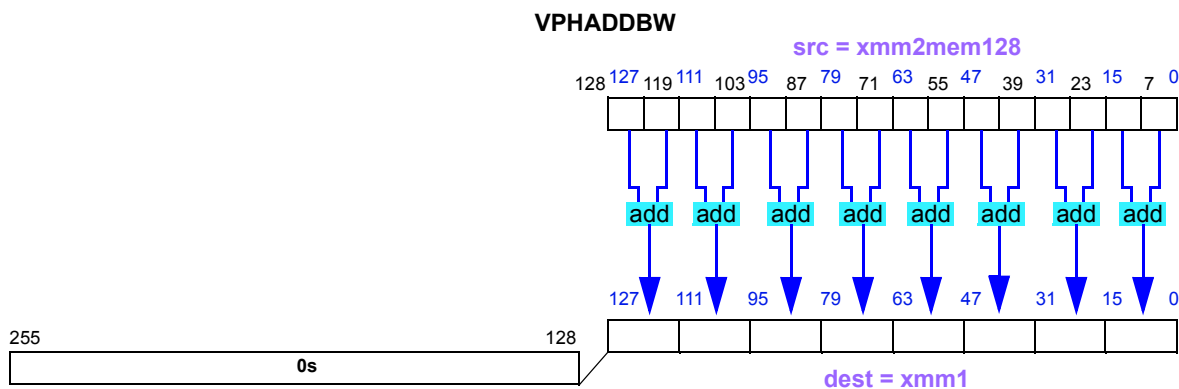 VPHADDBW
src = xmm2mem128
128 127 119 111 103 95 87 79 71 63 55 47 39 31 23 15 7 0
add add add add add add add add
127 111 95 79 63 47 31 15 0
255 128
0s
dest = xmm1